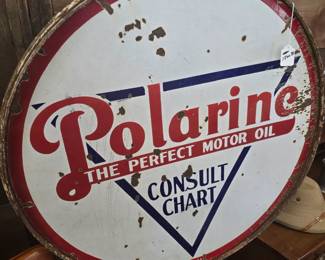 Polarine
THE PERFECT MOTOR OIL
CONSULT
CHART